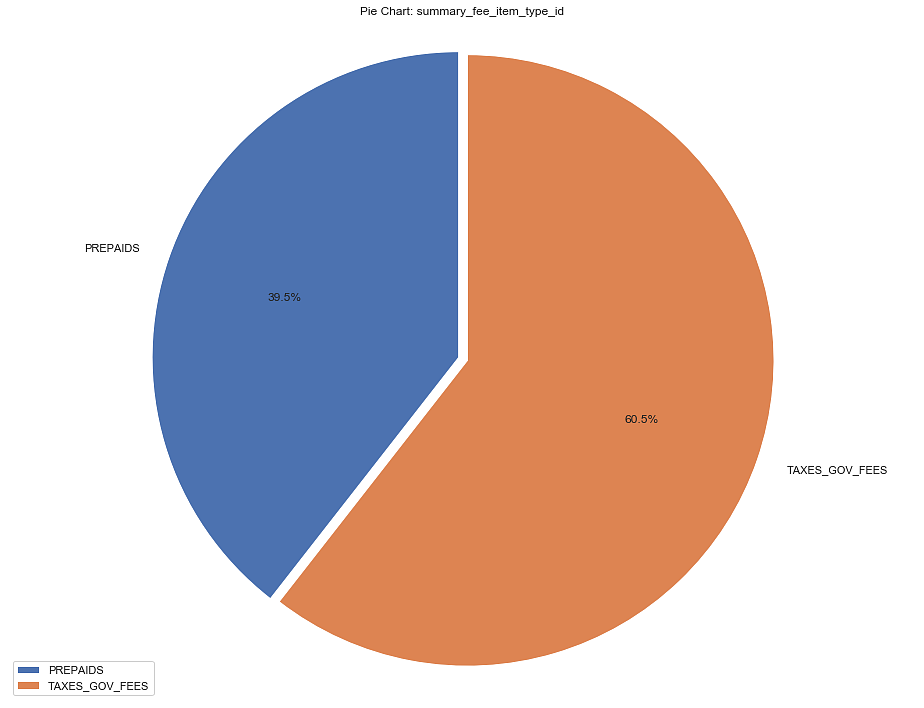 Pie Chart: summary_fee_item_type_id
PREPAIDS
39.5%
60.5%
TAXES_GOV_FEES
PREPAIDS
TAXES_GOV_FEES